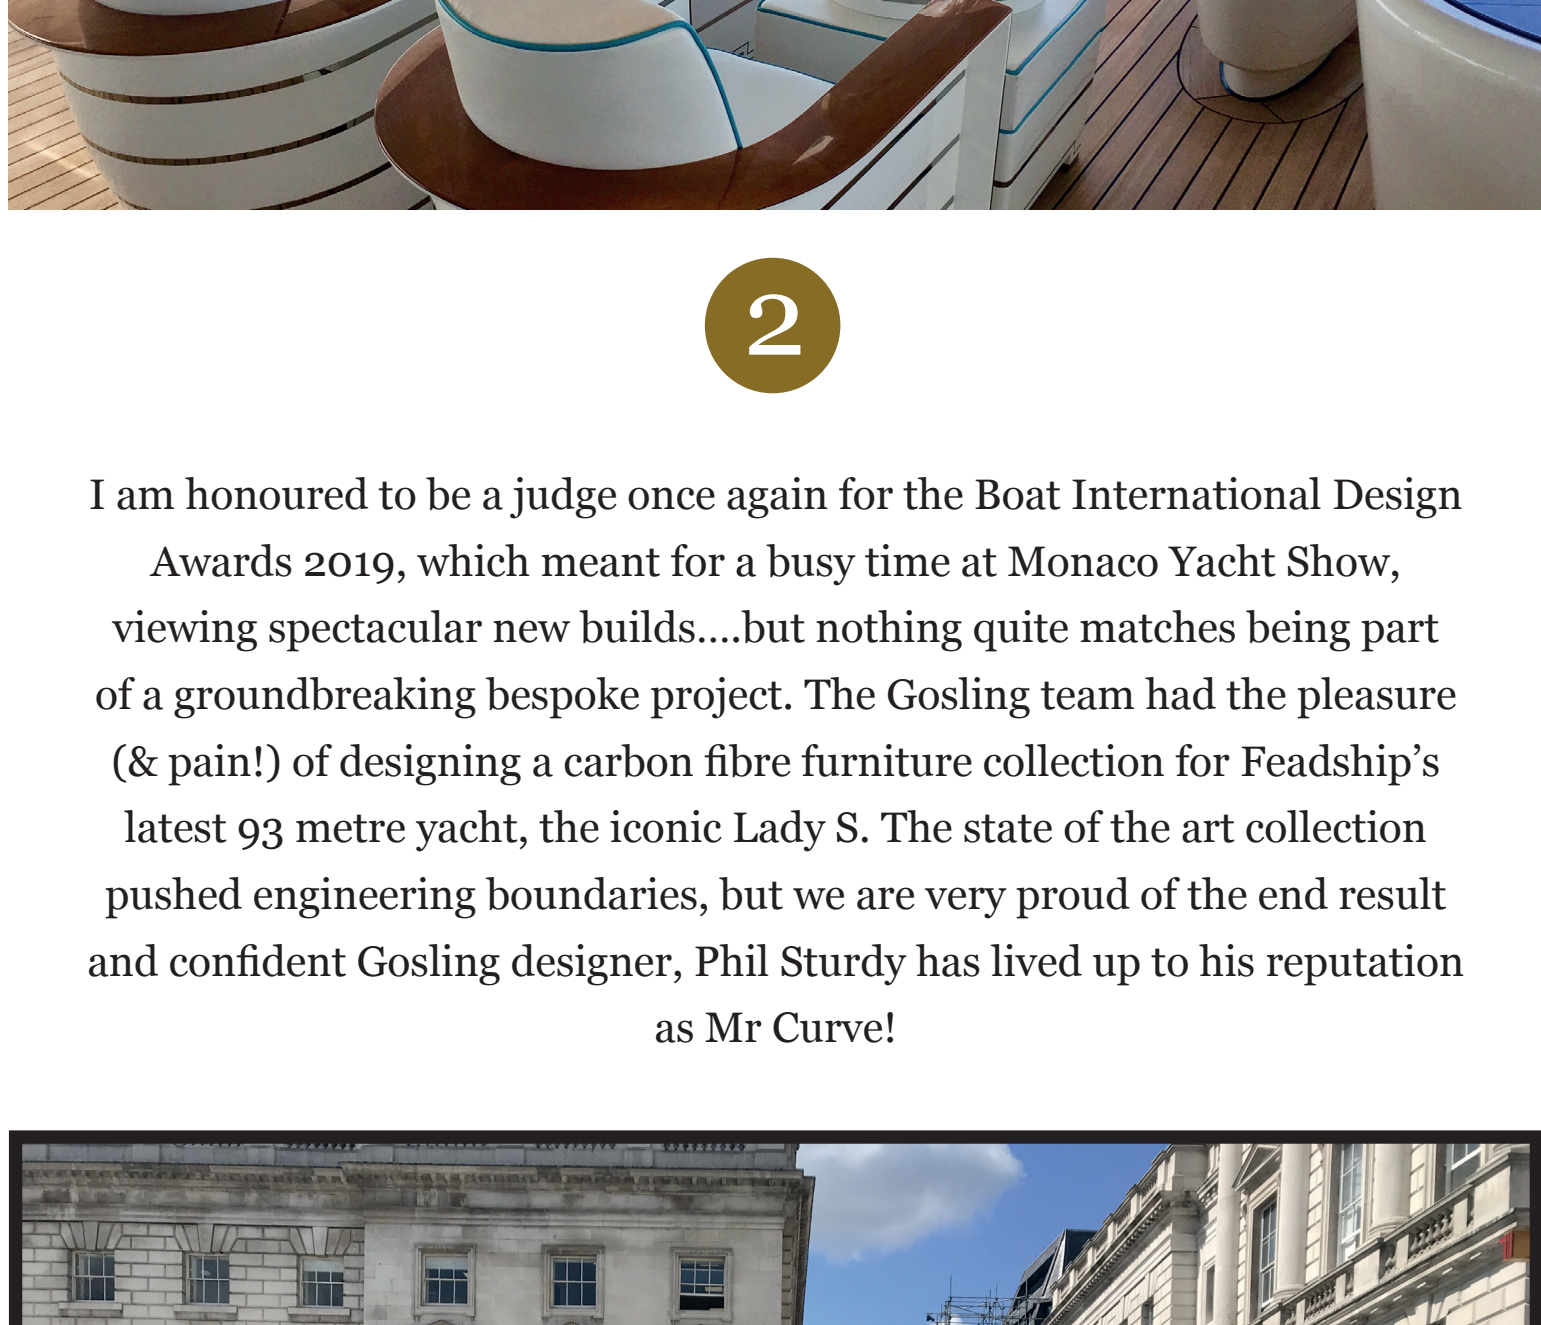 2
I am honoured to be a judge once again for the Boat International Design
Awards 2019, which meant for a busy time at Monaco Yacht Show,
viewing spectacular new builds....but nothing quite matches being part
of a groundbreaking bespoke project. The Gosling team had the pleasure
(& pain!) of designing a carbon fibre furniture collection for Feadship’s
latest 93 metre yacht, the iconic Lady S. The state of the art collection
pushed engineering boundaries, but we are very proud of the end result
and confident Gosling designer, Phil Sturdy has lived up to his reputation
as Mr Curve!